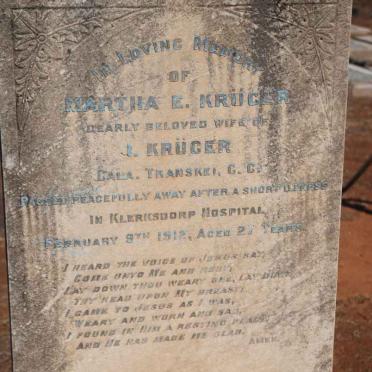 In Loving Memory
OF
MARTHA E. KRÜGER
DEARLY BELOVED WIFE OF
I. KRÜGER
CALA, TRANSKEI, C. C.
PASSED PEACEFULLY AWAY AFTER A SHORT ILLNESS
IN KLERKSDORP HOSPITAL
FEBRUARY 9TH 1912, AGED 27 YEARS
I HEARD THE VOICE OF JESUS SAY,
COME UNTO ME AND REST,
LAY DOWN THOU WEARY ONE, LAY DOWN
THY HEAD UPON MY BREAST.
I CAME TO JESUS AS I WAS,
WEARY AND WORN AND SAD,
I FOUND IN HIM A RESTING PLACE,
AND HE HAS MADE ME GLAD.
AMEN.